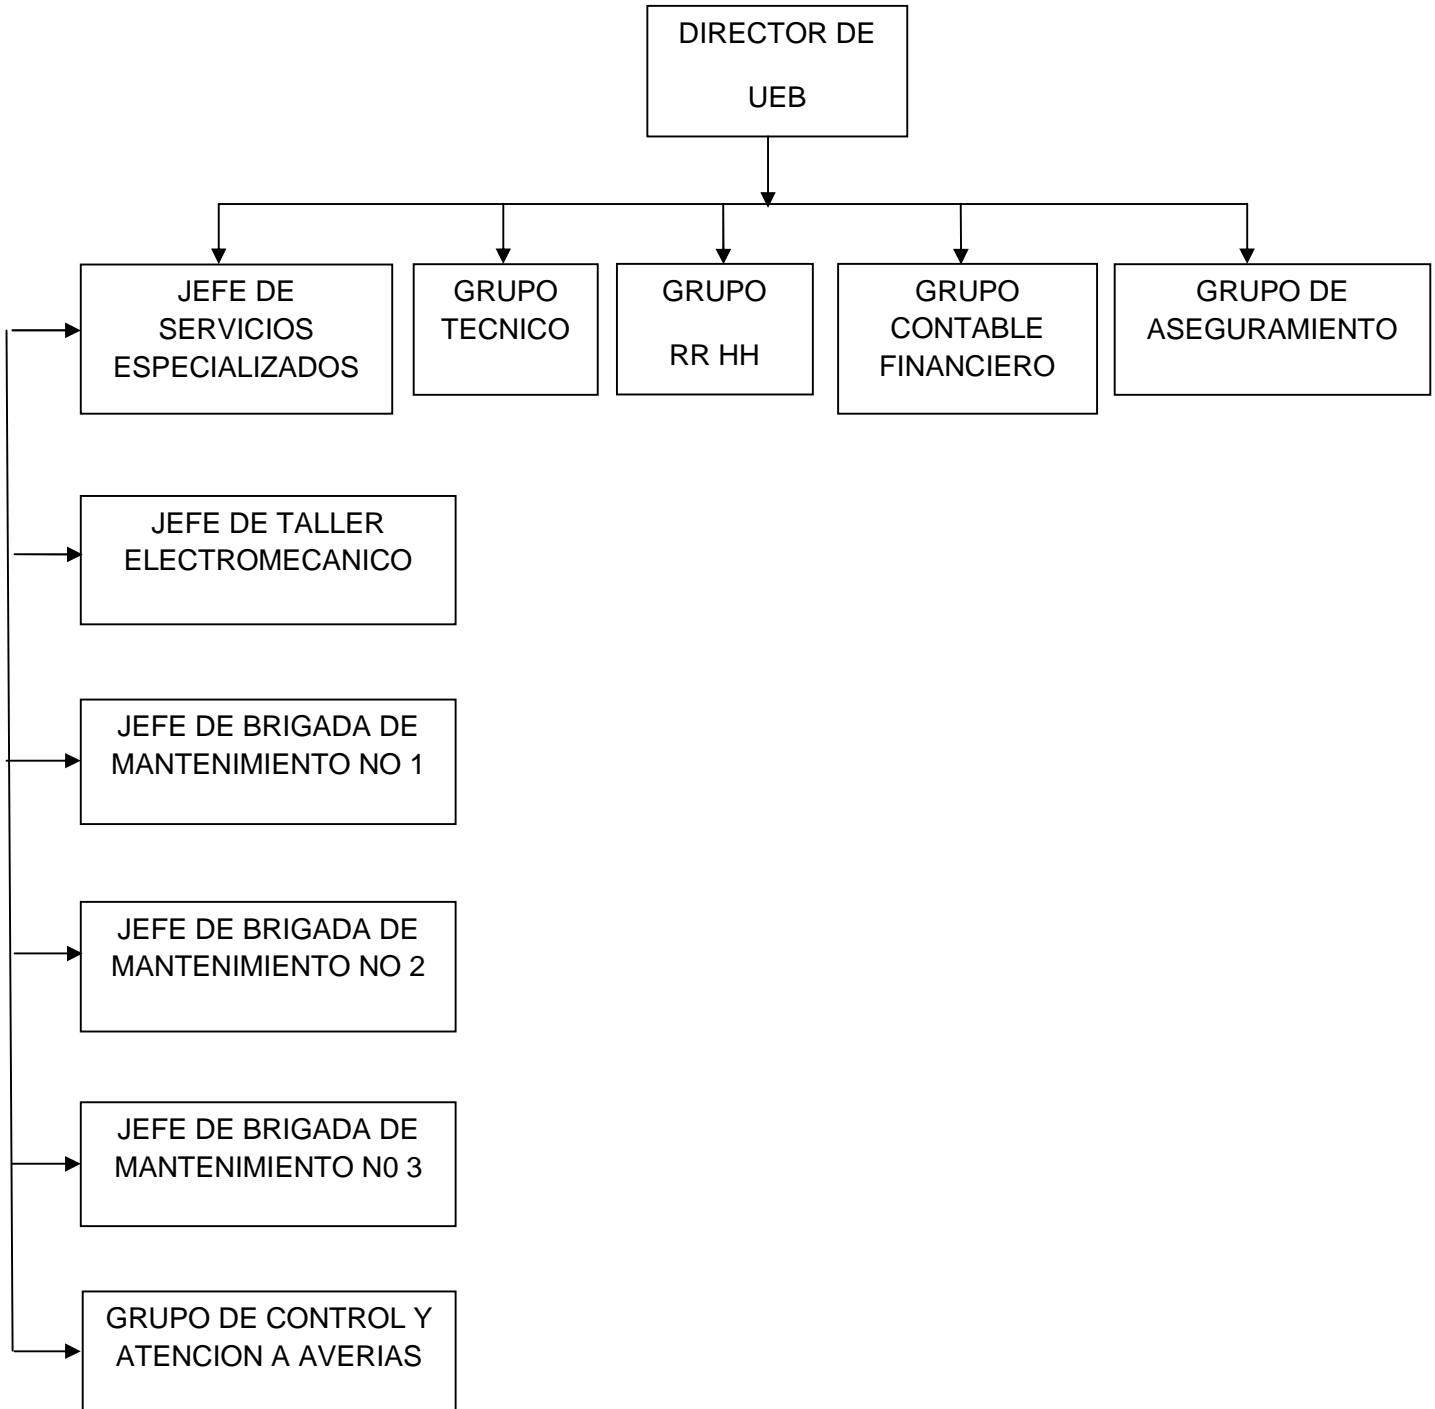 DIRECTOR DE
UEB
JEFE DE
SERVICIOS
ESPECIALIZADOS
GRUPO
TECNICO
GRUPO
RR HH
GRUPO
CONTABLE
FINANCIERO
GRUPO DE
ASEGURAMIENTO
JEFE DE TALLER
ELECTROMECANICO
JEFE DE BRIGADA DE
MANTENIMIENTO NO 1
JEFE DE BRIGADA DE
MANTENIMIENTO NO 2
JEFE DE BRIGADA DE
MANTENIMIENTO N0 3
GRUPO DE CONTROL Y
ATENCION A AVERIAS